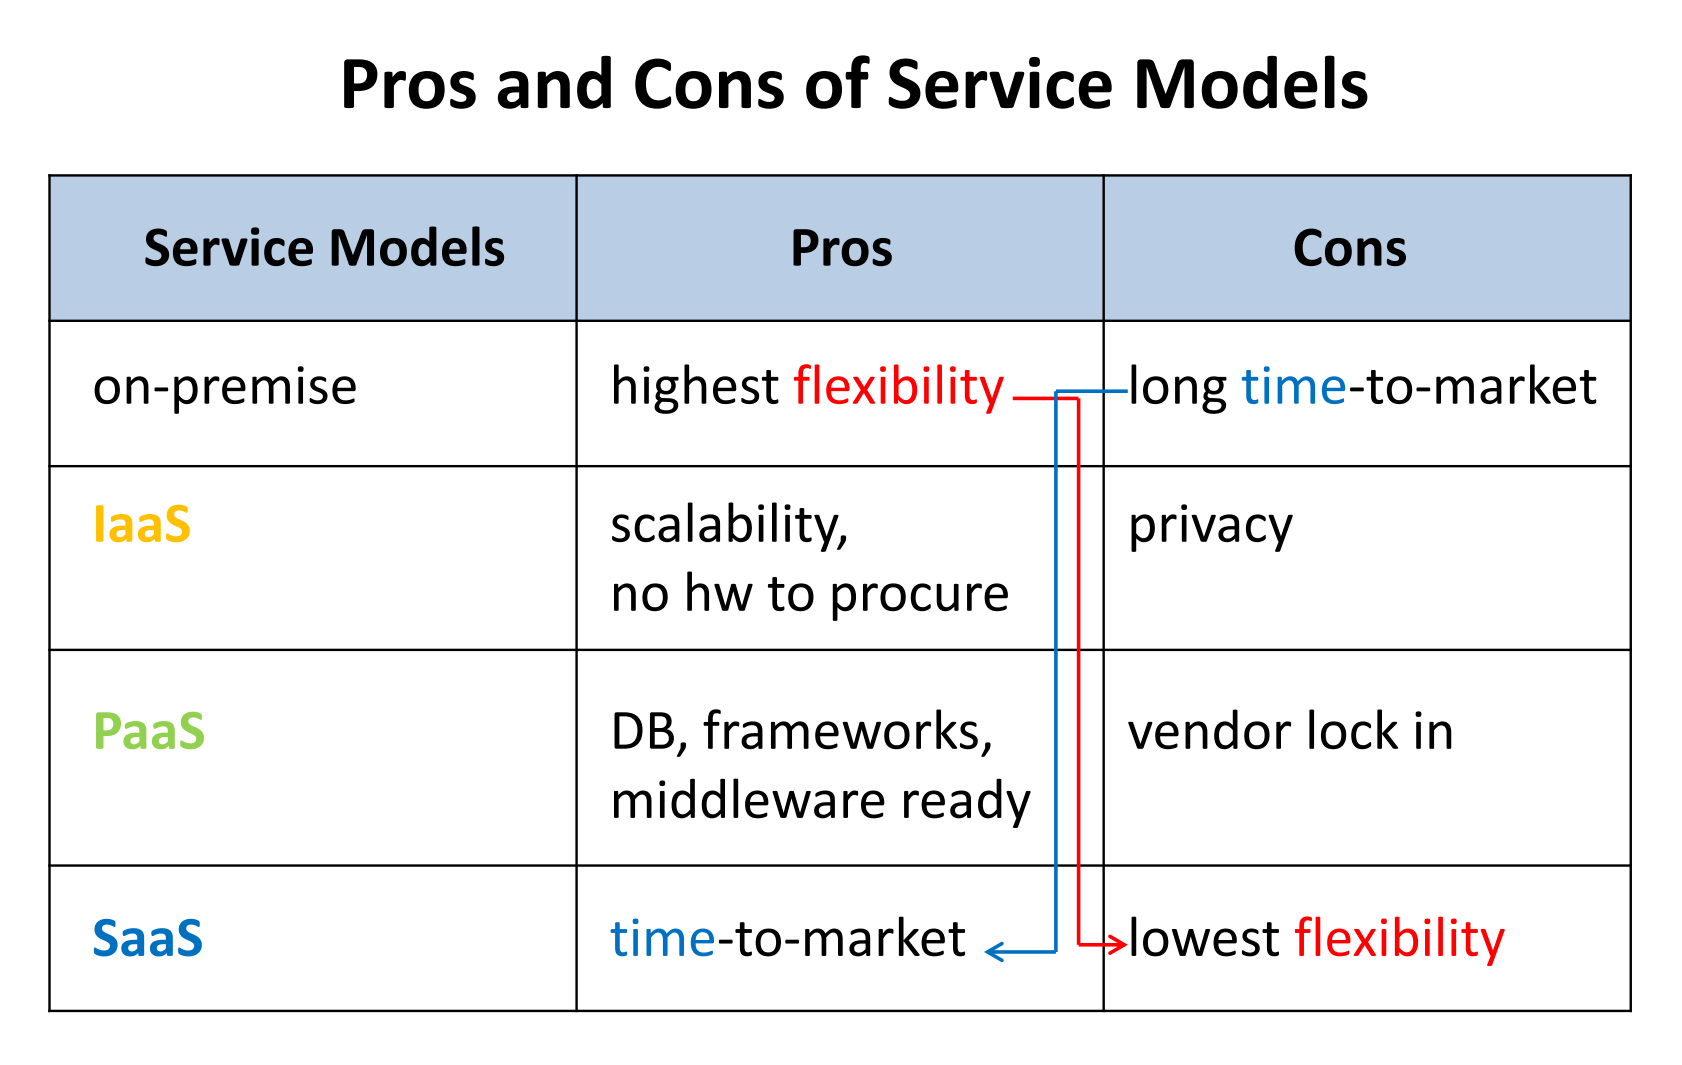 Pros and Cons of Service Models
Service Models Pros Cons
on-premise highest flexibility long time-to-market
IaaS scalability, privacy
no hw to procure
PaaS DB, frameworks, vendor lock in
middleware ready
SaaS time-to-market lowest flexibility